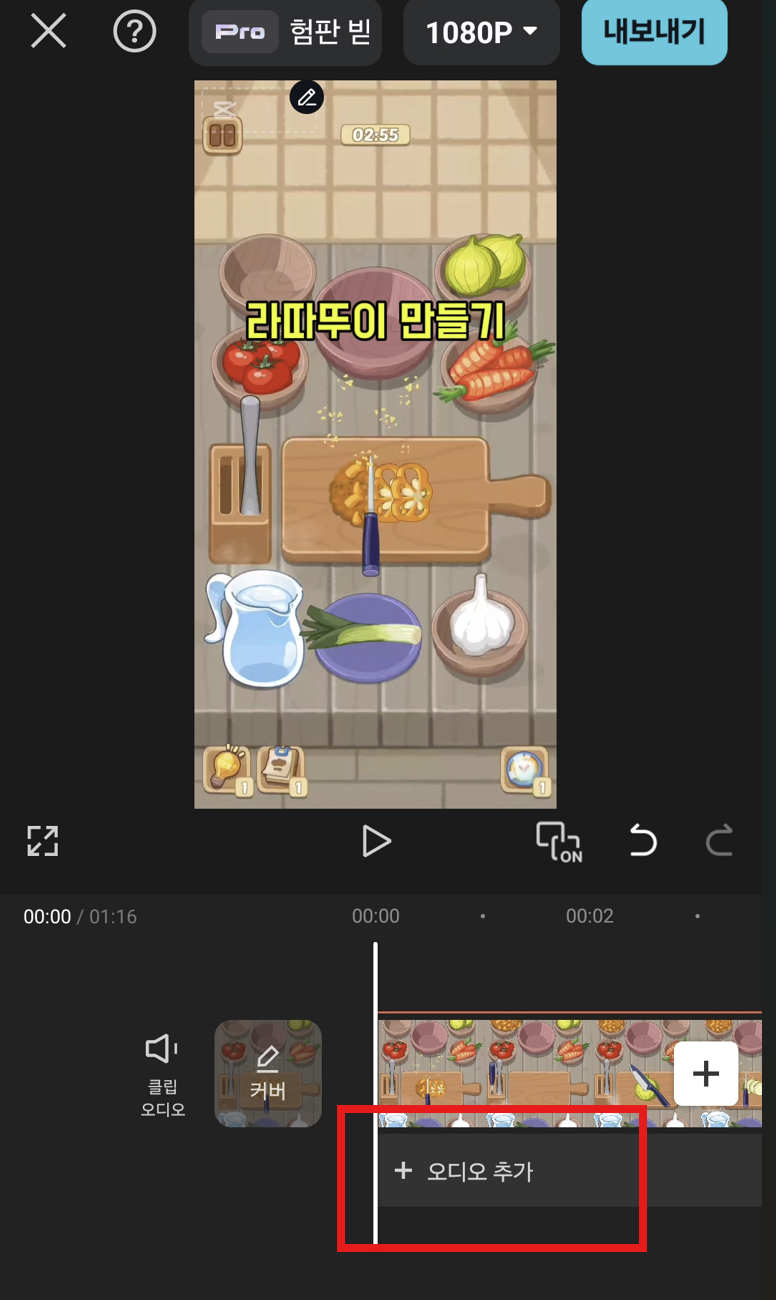 ?
Pro 험판 빋
1080P
내보내기
02:55
라따뚜이 만들기
1
1
1
ON
00:00 / 01:16
00:00
00:02
클립
오디오
커버
+ 오디오 추가